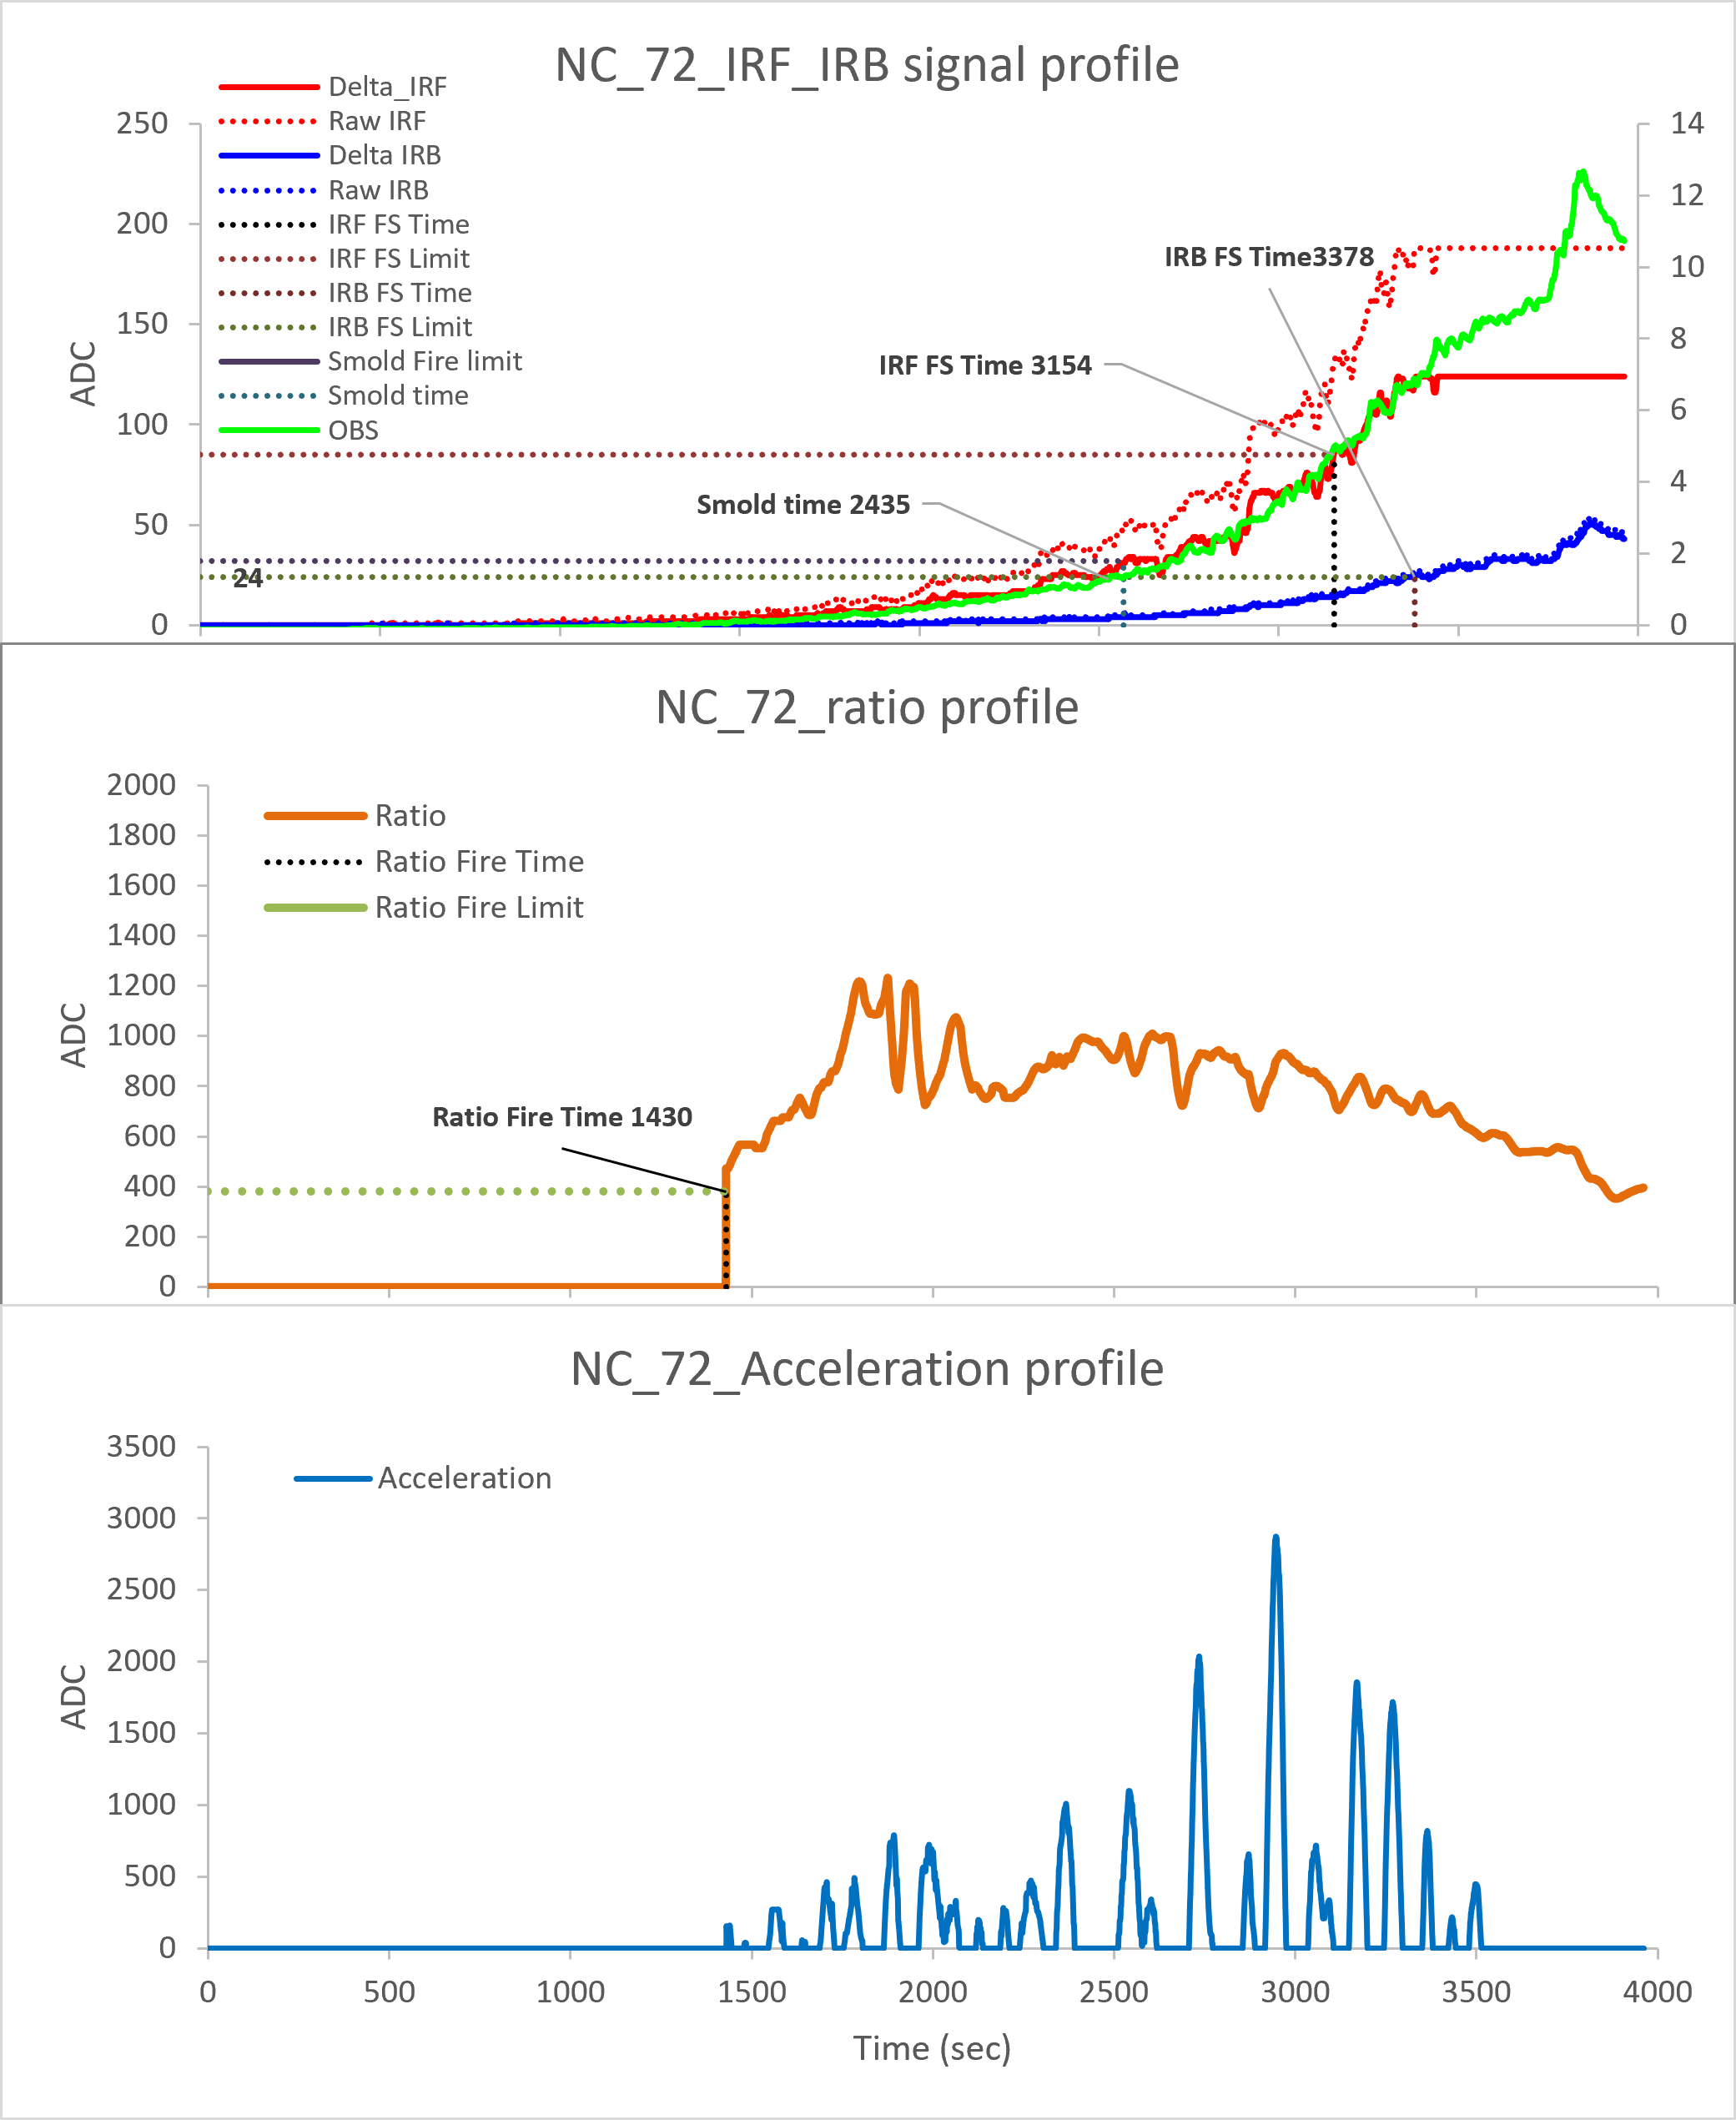 NC_72_IRF_IRB signal profile
Delta_IRF
Raw IRF
Delta IRB
Raw IRB
IRF FS Time
IRF FS Limit
IRB FS Time
IRB FS Limit
Smold Fire limit
Smold time
OBS
250
200
150
100
50
0
ADC
14
12
10
8
6
4
2
0
IRB FS Time3378
IRF FS Time 3154
Smold time 2435
24
NC_72_ratio profile
2000
1800
1600
1400
1200
1000
800
600
400
200
0
ADC
Ratio
Ratio Fire Time
Ratio Fire Limit
Ratio Fire Time 1430
NC_72_Acceleration profile
3500
3000
2500
2000
1500
1000
500
0
ADC
Acceleration
0 500 1000 1500 2000 2500 3000 3500 4000
Time (sec)